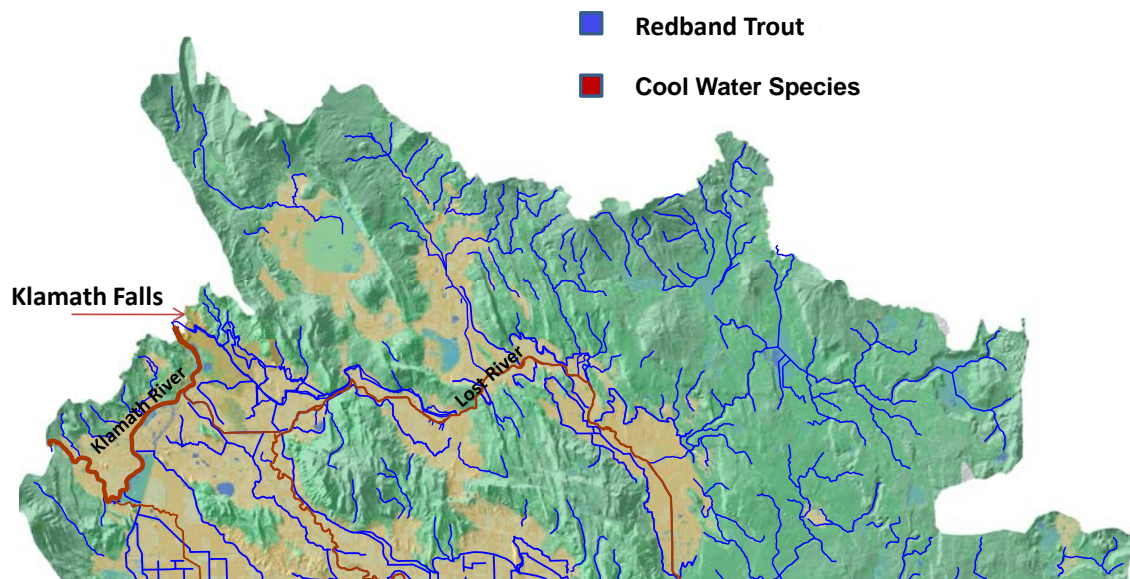 Redband Trout
Cool Water Species
Klamath Falls
Lost River
Klamath River